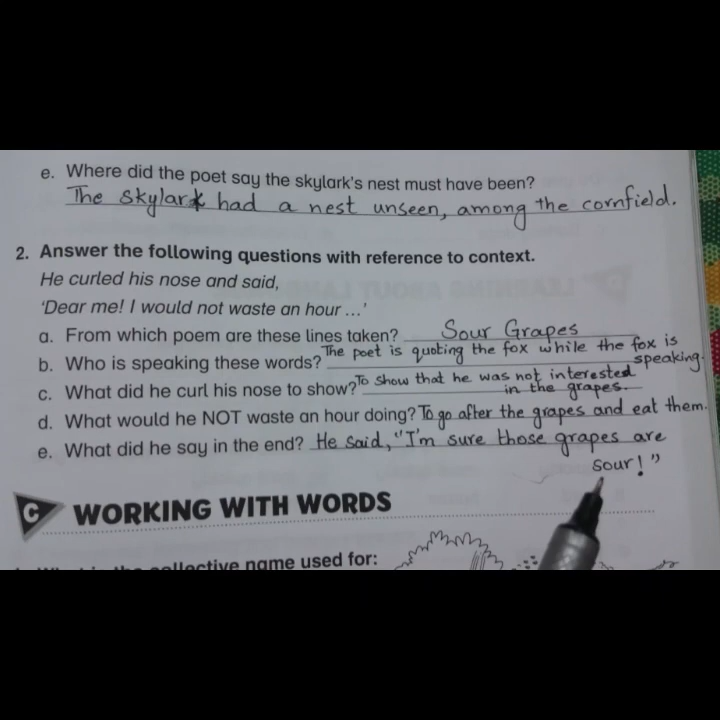 e. Where did the poet say the skylark's nest must have been?
The skylark had a nest unseen, among the cornfield.
2. Answer the following questions with reference to context.
He curled his nose and said,
'Dear me! I would not waste an hour ...'
a. From which poem are these lines taken? Sour Grapes
b. Who is speaking these words? The poet is quoting the fox while the fox is speaking.
c. What did he curl his nose to show? To show that he was not interested in the grapes.
d. What would he NOT waste an hour doing? To go after the grapes and eat them.
e. What did he say in the end? He said, "I'm sure those grapes are
sour!"
C WORKING WITH WORDS
collective name used for: